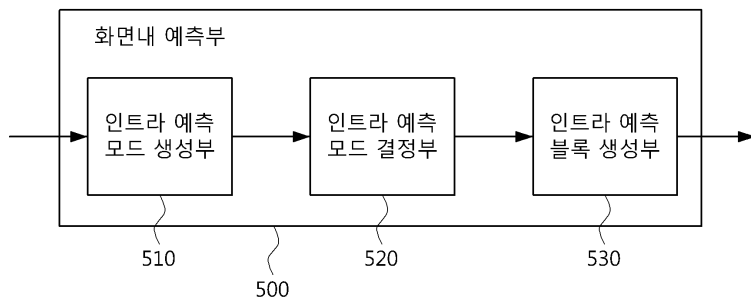 화면내 예측부
인트라 예측
모드 생성부
인트라 예측
모드 결정부
인트라 예측
블록 생성부
510
520
530
500